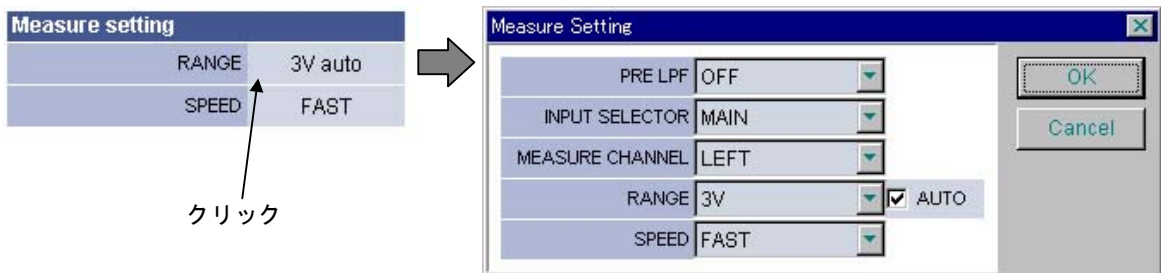 Measure setting
RANGE 3V auto
SPEED FAST
クリック
Measure Setting
PRE LPF OFF
INPUT SELECTOR MAIN
MEASURE CHANNEL LEFT
RANGE 3V AUTO
SPEED FAST
OK
Cancel